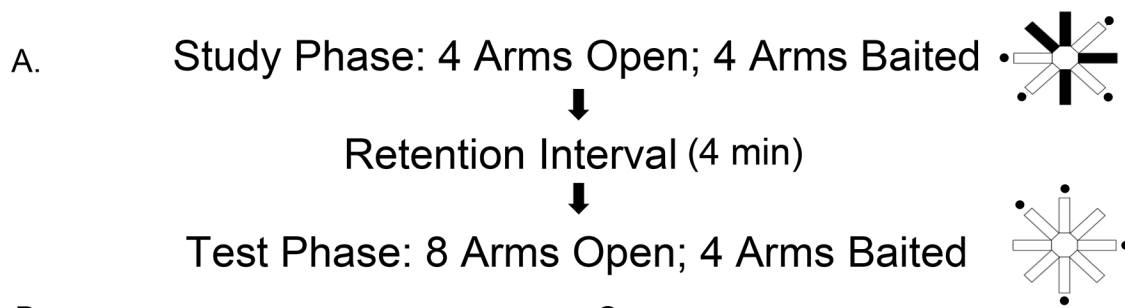 A.
Study Phase: 4 Arms Open; 4 Arms Baited
Retention Interval (4 min)
Test Phase: 8 Arms Open; 4 Arms Baited